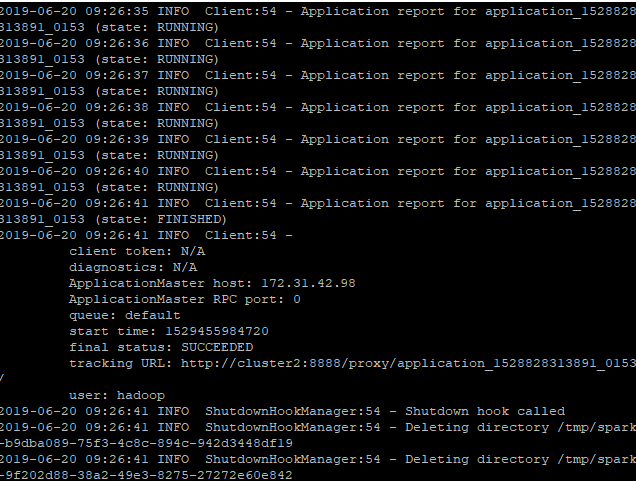 2019-06-20 09:26:35 INFO  Client:54 - Application report for application_1528828
313891_0153 (state: RUNNING)
2019-06-20 09:26:36 INFO  Client:54 - Application report for application_1528828
313891_0153 (state: RUNNING)
2019-06-20 09:26:37 INFO  Client:54 - Application report for application_1528828
313891_0153 (state: RUNNING)
2019-06-20 09:26:38 INFO  Client:54 - Application report for application_1528828
313891_0153 (state: RUNNING)
2019-06-20 09:26:39 INFO  Client:54 - Application report for application_1528828
313891_0153 (state: RUNNING)
2019-06-20 09:26:40 INFO  Client:54 - Application report for application_1528828
313891_0153 (state: RUNNING)
2019-06-20 09:26:41 INFO  Client:54 - Application report for application_1528828
313891_0153 (state: FINISHED)
2019-06-20 09:26:41 INFO  Client:54 -
client token: N/A
diagnostics: N/A
ApplicationMaster host: 172.31.42.98
ApplicationMaster RPC port: 0
queue: default
start time: 1529455984720
final status: SUCCEEDED
tracking URL: http://cluster2:8888/proxy/application_1528828313891_0153
/
user: hadoop
2019-06-20 09:26:41 INFO  ShutdownHookManager:54 - Shutdown hook called
2019-06-20 09:26:41 INFO  ShutdownHookManager:54 - Deleting directory /tmp/spark
-b9dba089-75f3-4c8c-894c-942d3448df19
2019-06-20 09:26:41 INFO  ShutdownHookManager:54 - Deleting directory /tmp/spark
-9f202d88-38a2-49e3-8275-27272e60e842